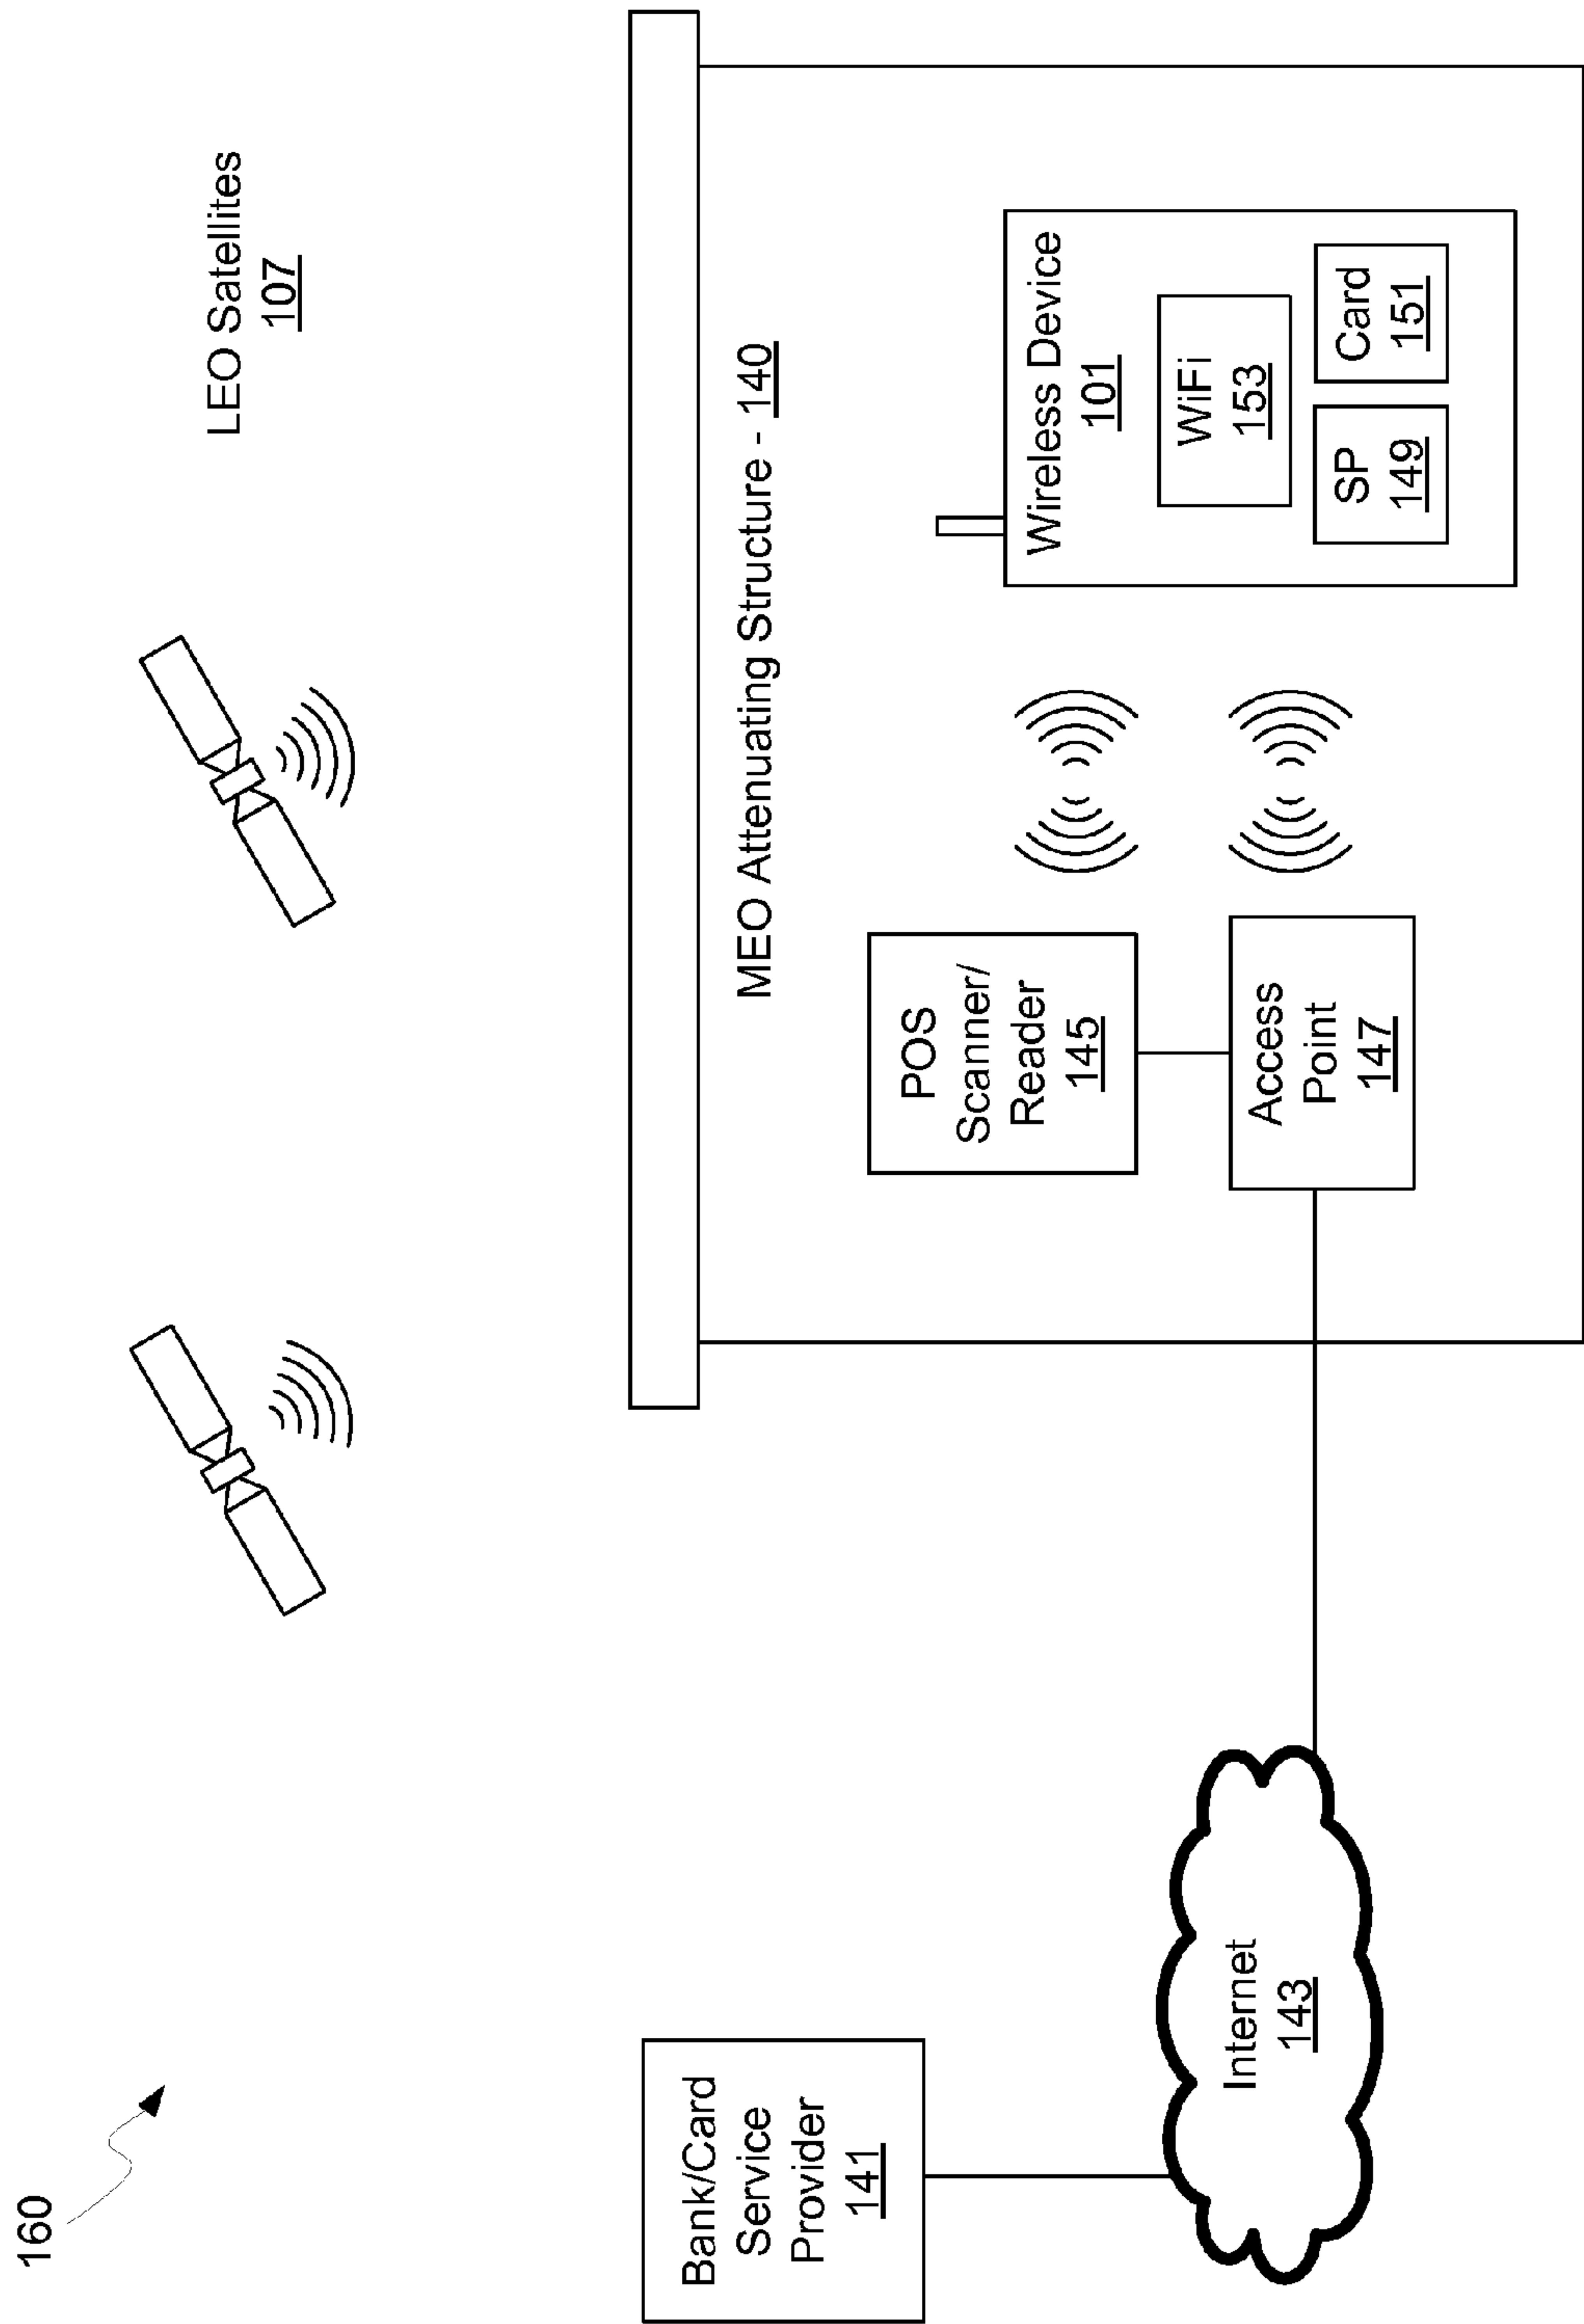 160
LEO Satellites
107
MEO Attenuating Structure - 140
Bank/Card
Service
Provider
141
POS
Scanner/
Reader
145
Wireless Device
101
WiFi
153
SP
149
Card
151
Access
Point
147
Internet
143